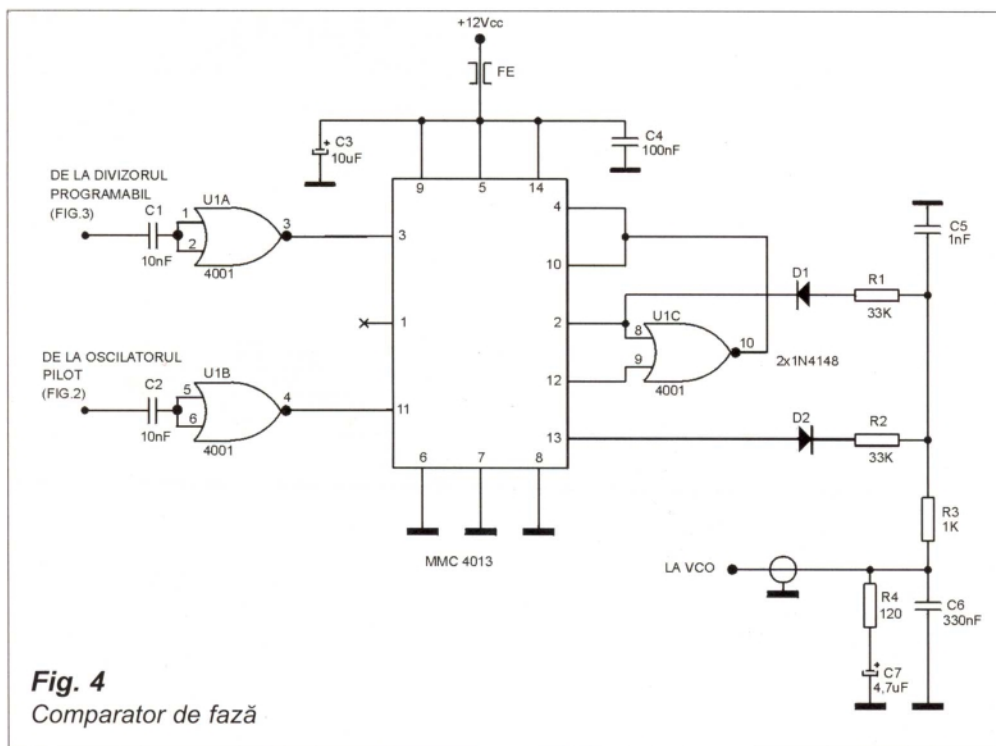 +12Vcc
FE
C3
+
10uF
C4
100nF
9
5
14
DE LA DIVIZORUL
PROGRAMABIL
(FIG.3)
C1
10nF
U1A
1
2
3
4001
3
4
10
1
2
12
11
13
6
7
8
MMC 4013
DE LA OSCILATORUL
PILOT
(FIG.2)
C2
10nF
U1B
5
6
4
4001
U1C
8
9
10
4001
2x1N4148
D1
R1
33K
C5
1nF
D2
R2
33K
R3
1K
LA VCO
R4
120
C6
330nF
+
C7
4,7uF
Fig. 4
Comparator de fază